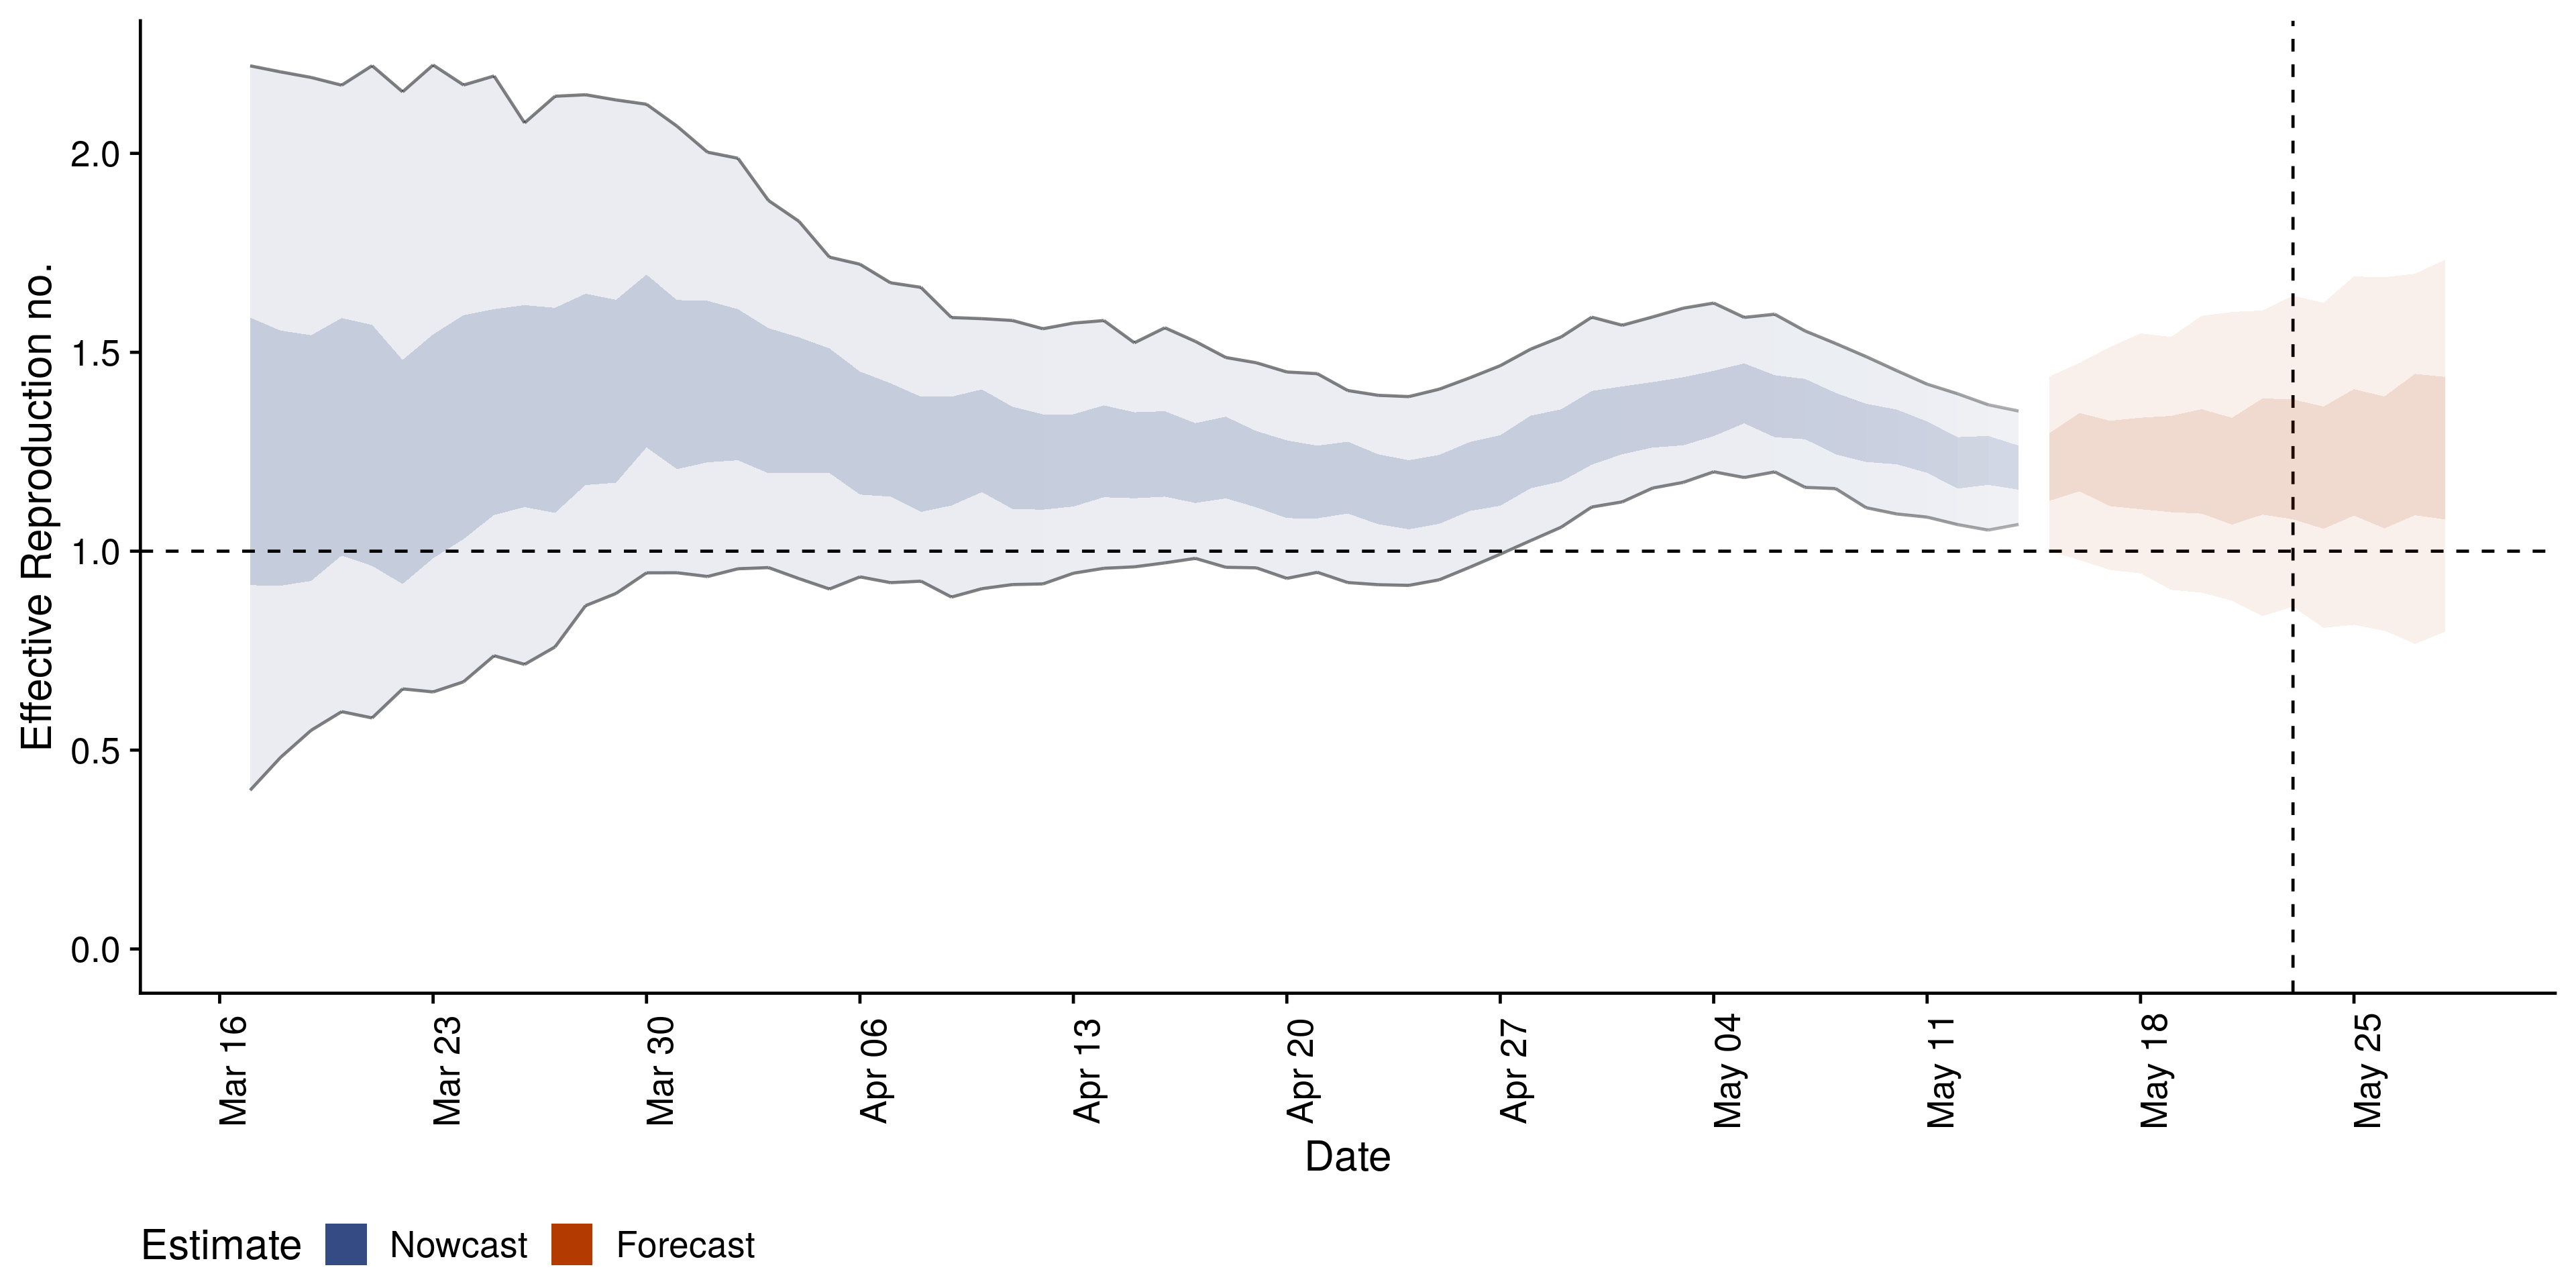 Effective Reproduction no.
2.0
1.5
1.0
0.5
0.0
Mar 16
Mar 23
Mar 30
Apr 06
Apr 13
Apr 20
Apr 27
May 04
May 11
May 18
May 25
Date
Estimate Nowcast Forecast